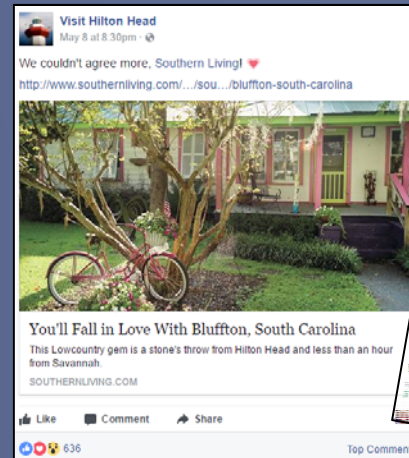 Visit Hilton Head
May 8 at 8:30pm ·
We couldn't agree more, Southern Living!
http://www.southernliving.com/.../sou.../bluffton-south-carolina
You'll Fall in Love With Bluffton, South Carolina
This Lowcountry gem is a stone's throw from Hilton Head and less than an hour
from Savannah.
SOUTHERNLIVING.COM
Like Comment Share
636 Top Commen